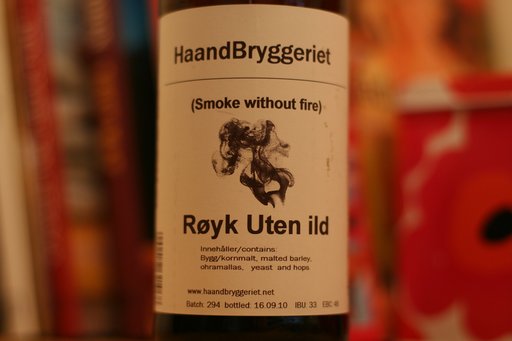 HaandBryggeriet
(Smoke without fire)
Røyk Uten ild
Innehåller/contains:
Bygg/kornmalt, malted barley,
ohramallas, yeast and hops
www.haandbryggeriet.net
Batch: 294 bottled: 16.09.10 IBU: 33 EBC: